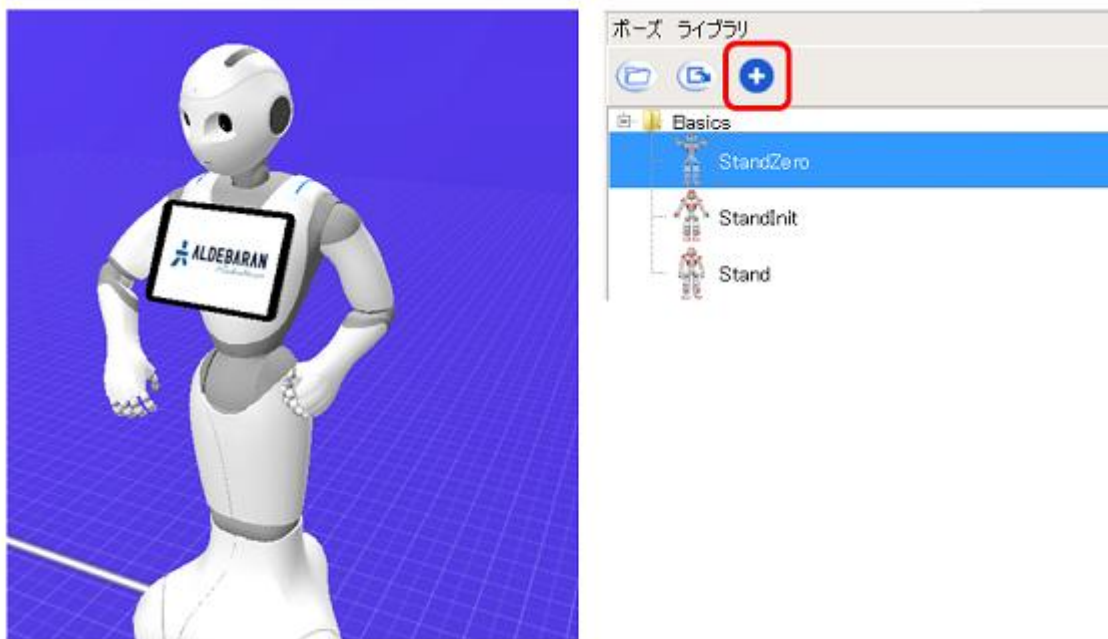 ALDEBARAN
ポーズ ライブラリ
Basics
StandZero
StandInit
Stand